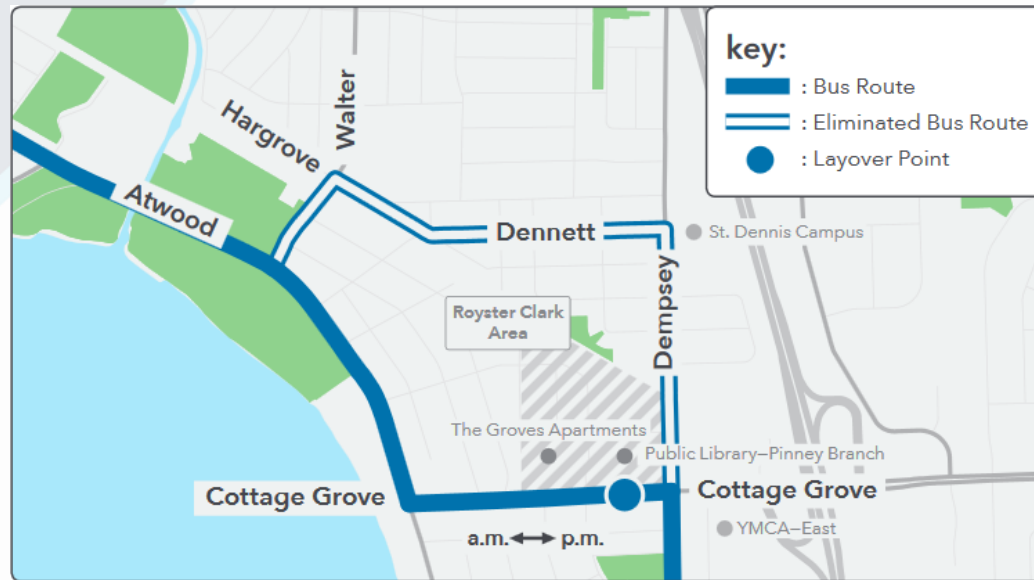 key:
: Bus Route
: Eliminated Bus Route
: Layover Point
Walter
Hargrove
Atwood
Dennett
St. Dennis Campus
Dempsey
Royster Clark
Area
The Groves Apartments
Public Library–Pinney Branch
Cottage Grove
Cottage Grove
YMCA–East
a.m.↔p.m.